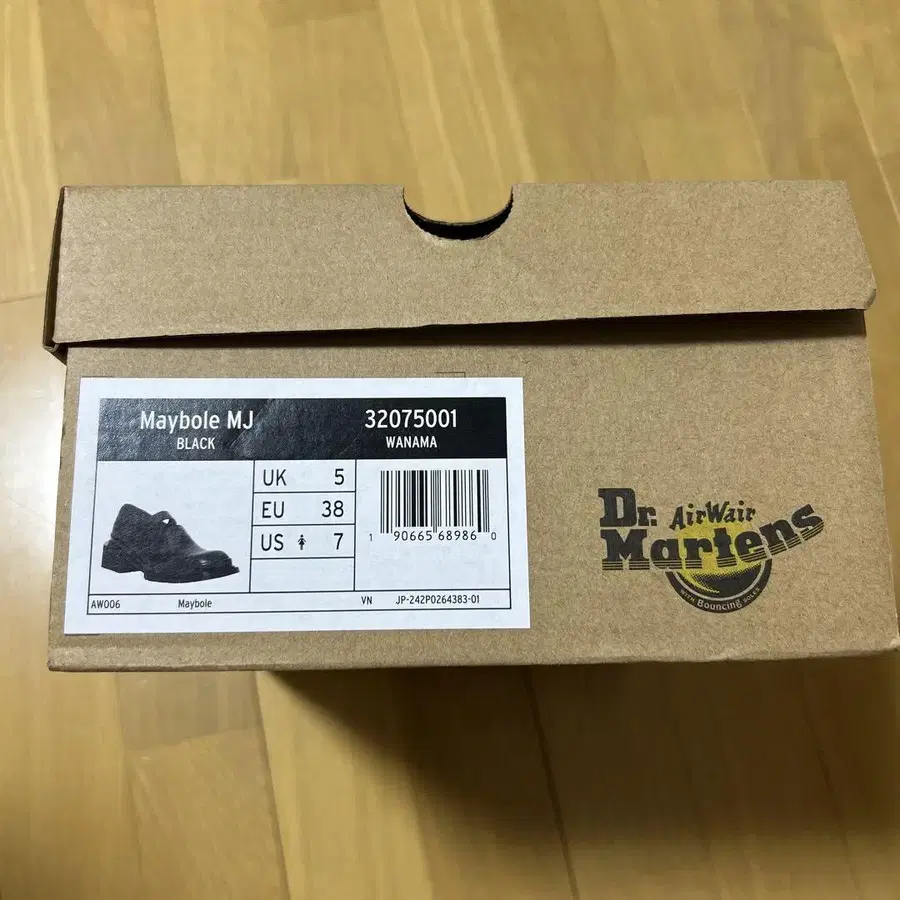 Maybole MJ
BLACK
32075001
WANAMA
UK 5
EU 38
US 7
1 90665 68986 0
AW006 Maybole VN JP-242P0264383-01
Dr. AirWair
Martens
WITH Bouncing SOLES